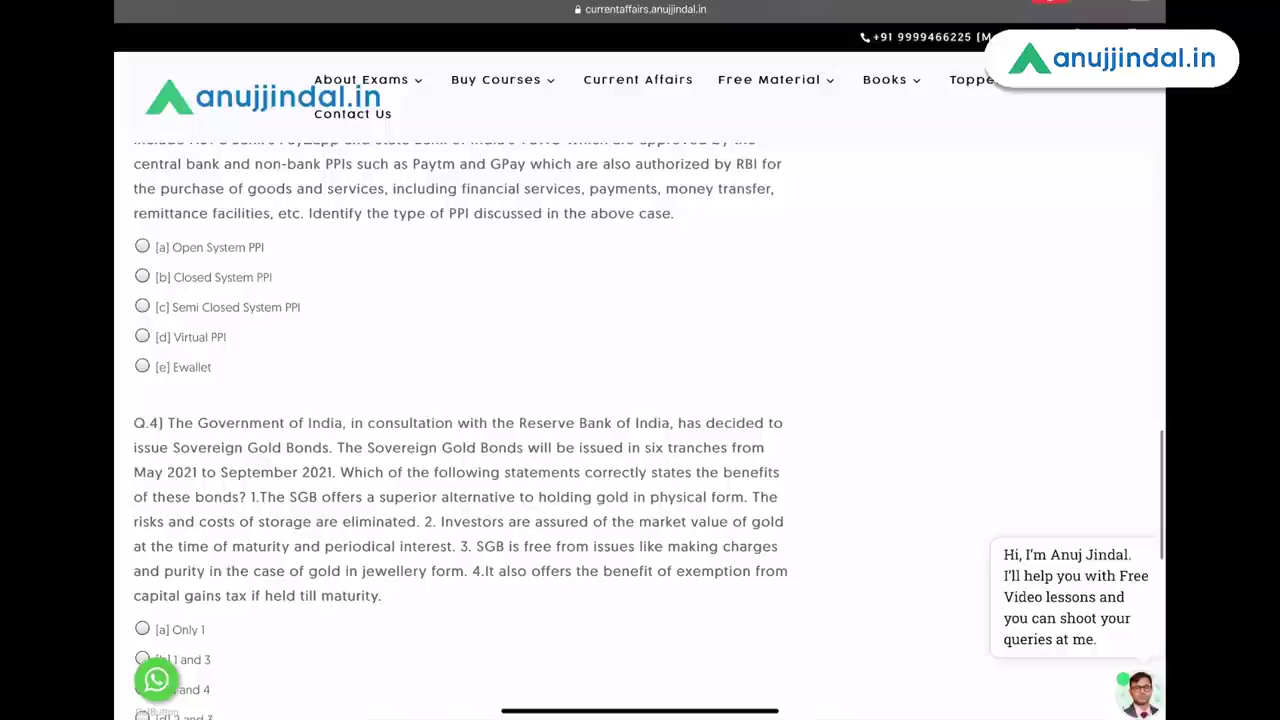 currentaffairs.anujjindal.in
+91 9999466225
anujjindal.in
About Exams
Buy Courses
Current Affairs
Free Material
Books
anujjindal.in
Contact Us
central bank and non-bank PPIs such as Paytm and GPay which are also authorized by RBI for
the purchase of goods and services, including financial services, payments, money transfer,
remittance facilities, etc. Identify the type of PPI discussed in the above case.
[a] Open System PPI
[b] Closed System PPI
[c] Semi Closed System PPI
[d] Virtual PPI
[e] Ewallet
Q.4) The Government of India, in consultation with the Reserve Bank of India, has decided to
issue Sovereign Gold Bonds. The Sovereign Gold Bonds will be issued in six tranches from
May 2021 to September 2021. Which of the following statements correctly states the benefits
of these bonds? 1.The SGB offers a superior alternative to holding gold in physical form. The
risks and costs of storage are eliminated. 2. Investors are assured of the market value of gold
at the time of maturity and periodical interest. 3. SGB is free from issues like making charges
and purity in the case of gold in jewellery form. 4.It also offers the benefit of exemption from
capital gains tax if held till maturity.
[a] Only 1
1 and 3
and 4
Hi, I'm Anuj Jindal.
I'll help you with Free
Video lessons and
you can shoot your
queries at me.